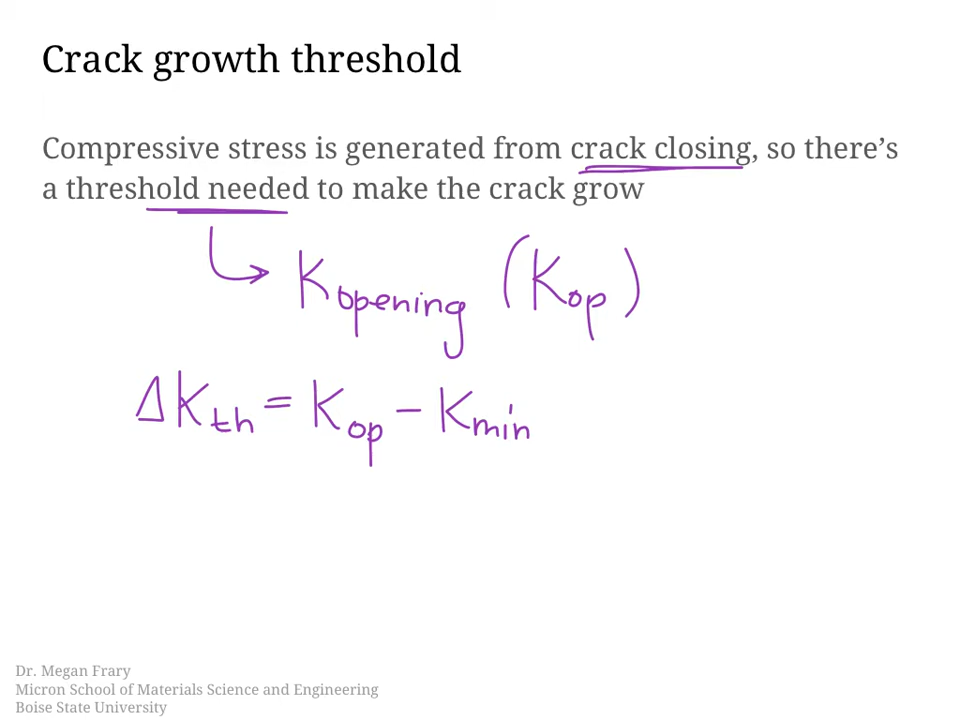 Crack growth threshold
Compressive stress is generated from crack closing, so there's
a threshold needed to make the crack grow
Kopening (Kop)
ΔKth = Kop - Kmin
Dr. Megan Frary
Micron School of Materials Science and Engineering
Boise State University